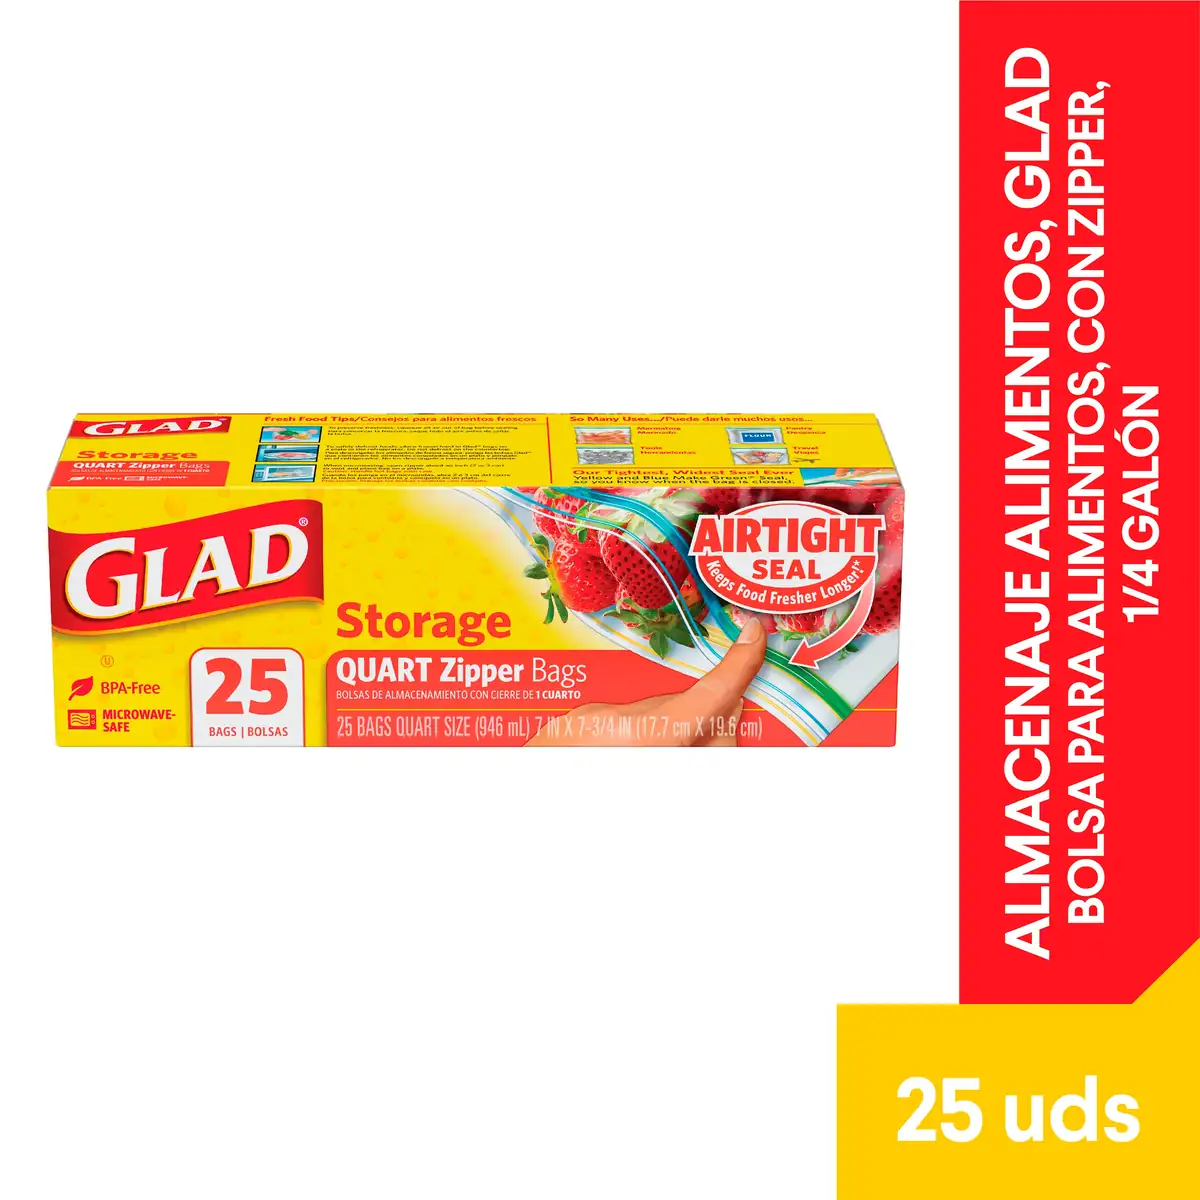 GLAD
Storage
QUART Zipper Bags
BPA-Free
MICROWAVE-
SAFE
Fresh Food Tips/Consejos para alimentos frescos
So Many Uses.../Puede darle muchos usos...
FLOUR
Our Tightest, Widest Seal Ever
Yellow and Blue Make Green® Seal,
so you know when the bag is closed.
GLAD®
AIRTIGHT
SEAL
Keeps Food Fresher Longer!*
Storage
QUART Zipper Bags
BOLSAS DE ALMACENAMIENTO CON CIERRE DE 1 CUARTO
25 BAGS QUART SIZE (946 mL) 7 IN X 7-3/4 IN (17.7 cm X 19.6 cm)
U
BPA-Free
MICROWAVE-
SAFE
25
BAGS | BOLSAS
ALMACENAJE ALIMENTOS, GLAD
BOLSA PARA ALIMENTOS, CON ZIPPER,
1/4 GALÓN
25 uds